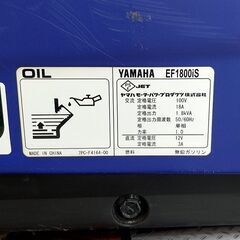 OIL
MADE IN CHINA 7PC-F416A-00
YAMAHA EF1800iS
JET
ヤマハモーターパワープロダクツ株式会社
交流 定格電圧 100V
定格電流 18A
定格出力 1.8kVA
定格周波数 50/60Hz
力率 1.0
直流 定格電圧 12V
定格電流 3A
燃料 無鉛ガソリン